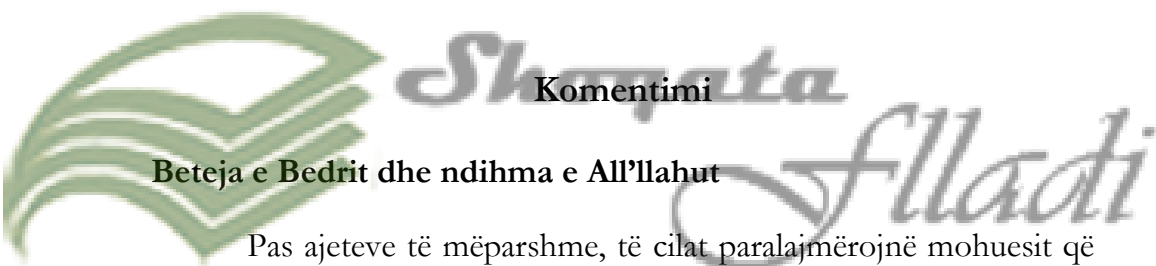 Shoqata
Komentimi
flladi
Beteja e Bedrit dhe ndihma e All'llahut
Pas ajeteve të mëparshme, të cilat paralajmërojnë mohuesit që